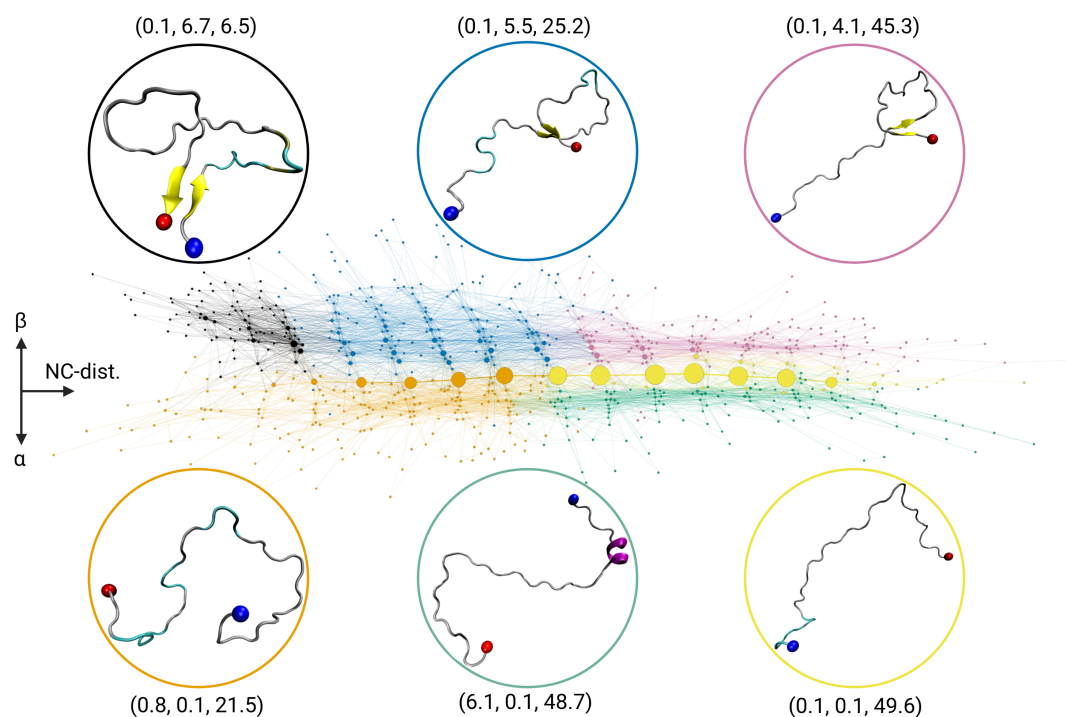 (0.1, 6.7, 6.5)
(0.1, 5.5, 25.2)
(0.1, 4.1, 45.3)
β
NC-dist.
α
(0.8, 0.1, 21.5)
(6.1, 0.1, 48.7)
(0.1, 0.1, 49.6)